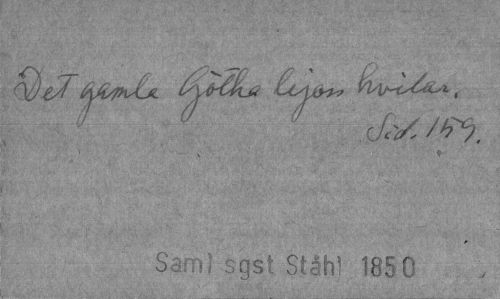 Det gamla Götha lejon hvilar.
Sid. 159.
Saml sgst Ståhl 1850